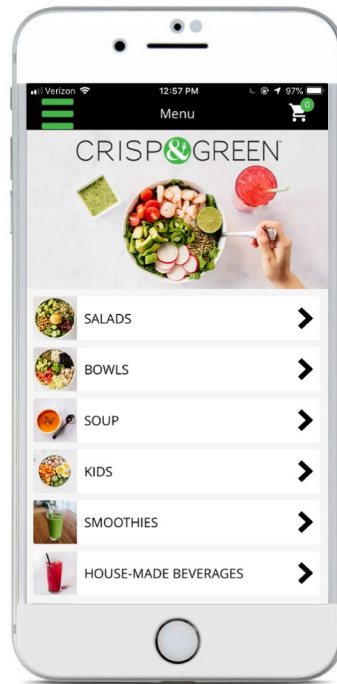 Verizon 12:57 PM 97%
Menu 0
CRISP&GREEN
SALADS
BOWLS
SOUP
KIDS
SMOOTHIES
HOUSE-MADE BEVERAGES